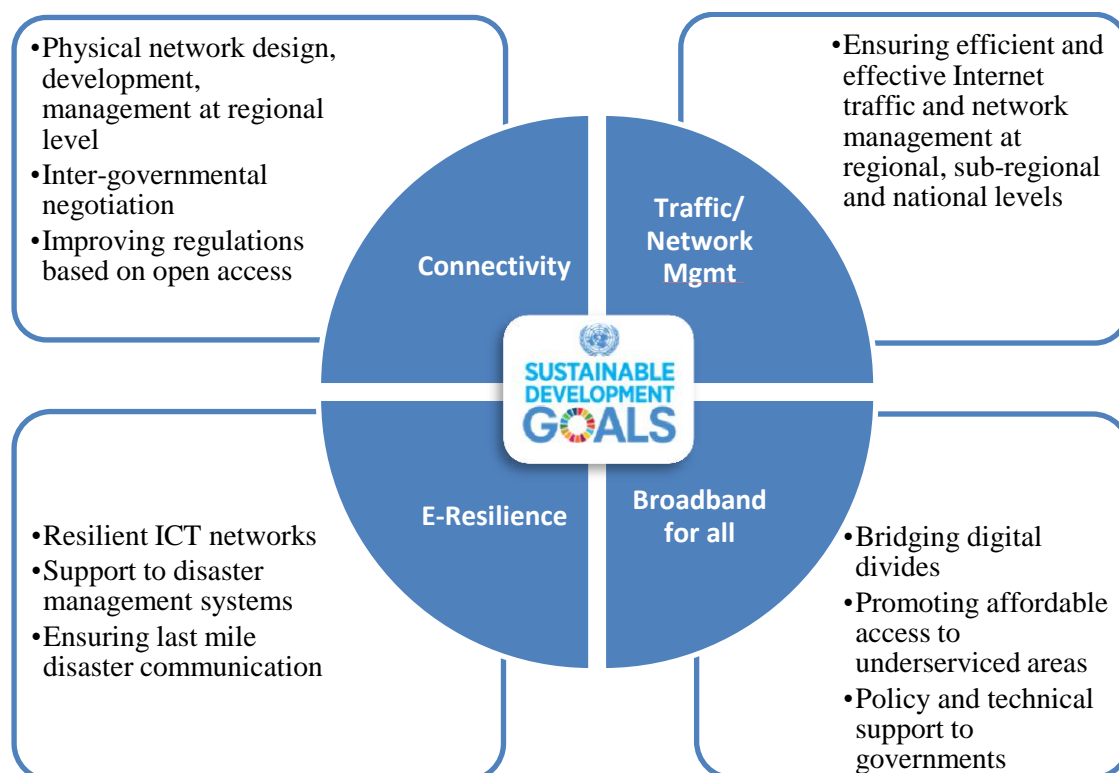 •Physical network design,
development,
management at regional
level
•Inter-governmental
negotiation
•Improving regulations
based on open access
•Ensuring efficient and
effective Internet
traffic and network
management at
regional, sub-regional
and national levels
Connectivity
Traffic/
Network
Mgmt
SUSTAINABLE
DEVELOPMENT
GOALS
E-Resilience
Broadband
for all
•Resilient ICT networks
•Support to disaster
management systems
•Ensuring last mile
disaster communication
•Bridging digital
divides
•Promoting affordable
access to
underserviced areas
•Policy and technical
support to
governments